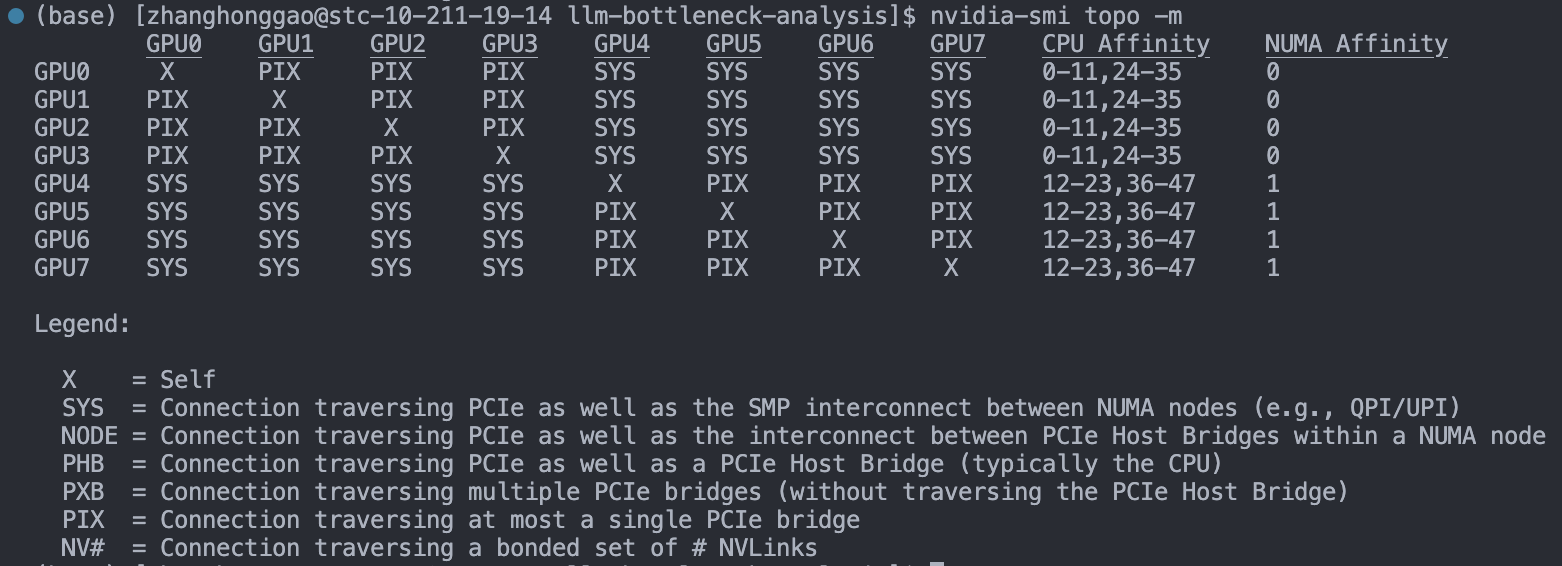 (base) [zhanghonggao@stc-10-211-19-14 llm-bottleneck-analysis]$ nvidia-smi topo -m
GPU0 GPU1 GPU2 GPU3 GPU4 GPU5 GPU6 GPU7 CPU Affinity NUMA Affinity
GPU0 X PIX PIX PIX SYS SYS SYS SYS 0-11,24-35 0
GPU1 PIX X PIX PIX SYS SYS SYS SYS 0-11,24-35 0
GPU2 PIX PIX X PIX SYS SYS SYS SYS 0-11,24-35 0
GPU3 PIX PIX PIX X SYS SYS SYS SYS 0-11,24-35 0
GPU4 SYS SYS SYS SYS X PIX PIX PIX 12-23,36-47 1
GPU5 SYS SYS SYS SYS PIX X PIX PIX 12-23,36-47 1
GPU6 SYS SYS SYS SYS PIX PIX X PIX 12-23,36-47 1
GPU7 SYS SYS SYS SYS PIX PIX PIX X 12-23,36-47 1
Legend:
X = Self
SYS = Connection traversing PCIe as well as the SMP interconnect between NUMA nodes (e.g., QPI/UPI)
NODE = Connection traversing PCIe as well as the interconnect between PCIe Host Bridges within a NUMA node
PHB = Connection traversing PCIe as well as a PCIe Host Bridge (typically the CPU)
PXB = Connection traversing multiple PCIe bridges (without traversing the PCIe Host Bridge)
PIX = Connection traversing at most a single PCIe bridge
NV# = Connection traversing a bonded set of # NVLinks